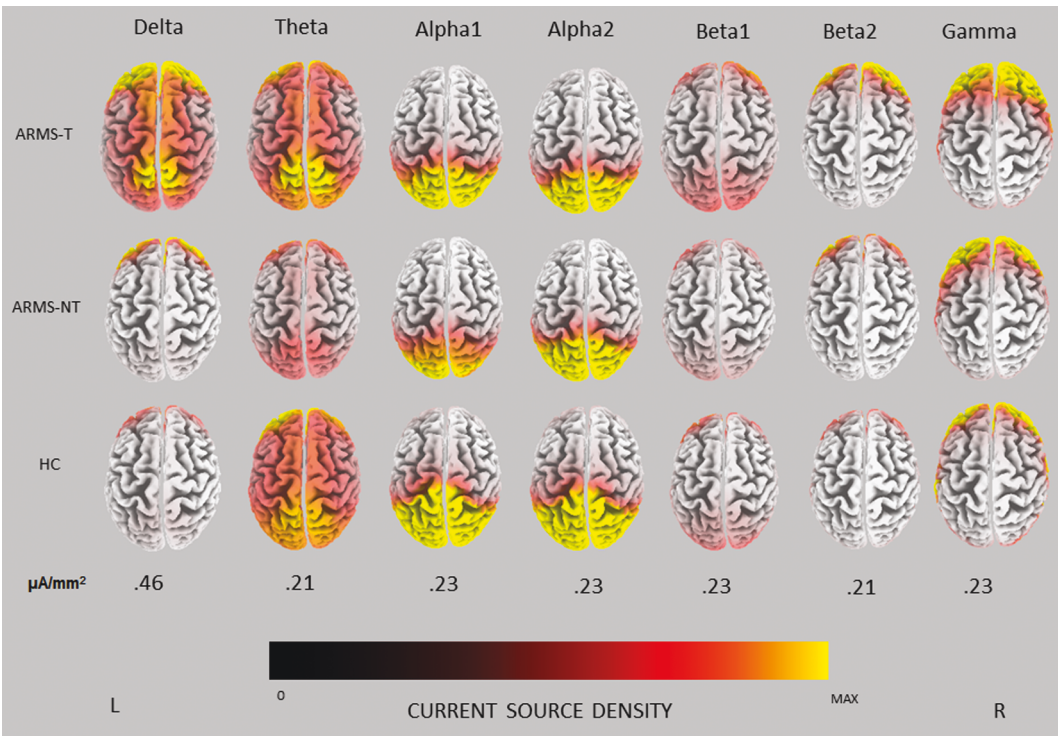 Delta Theta Alpha1 Alpha2 Beta1 Beta2 Gamma
ARMS-T
ARMS-NT
HC
µA/mm² .46 .21 .23 .23 .23 .21 .23
0 MAX
L CURRENT SOURCE DENSITY R